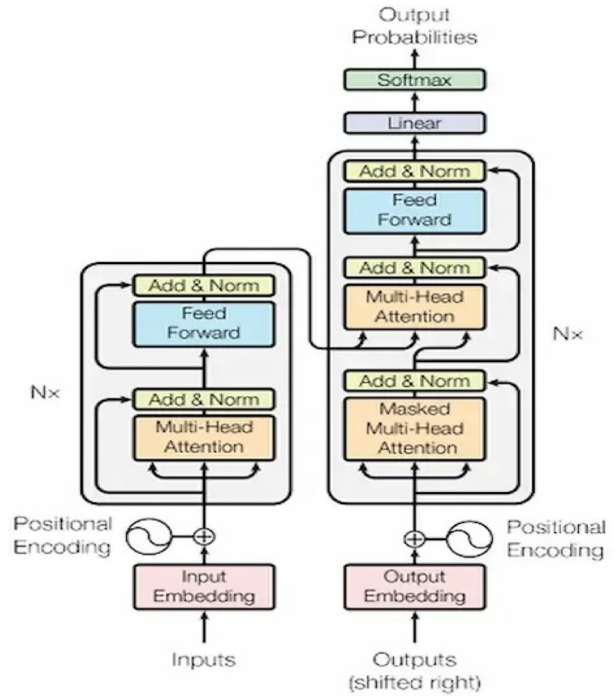 Output
Probabilities
Softmax
Linear
Add & Norm
Feed
Forward
Add & Norm
Multi-Head
Attention
Add & Norm
Masked
Multi-Head
Attention
Nx
Add & Norm
Feed
Forward
Add & Norm
Multi-Head
Attention
Nx
Positional
Encoding
Positional
Encoding
Input
Embedding
Output
Embedding
Inputs
Outputs
(shifted right)